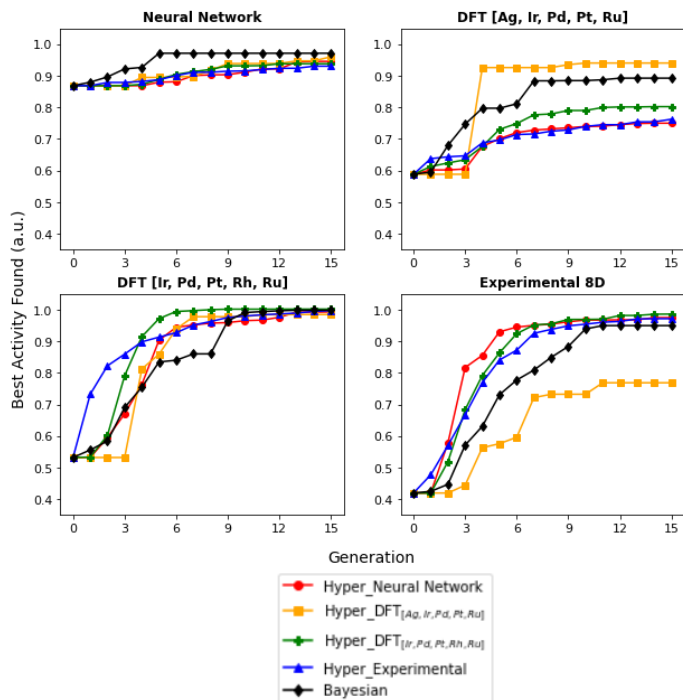 Neural Network
DFT [Ag, Ir, Pd, Pt, Ru]
1.0
0.9
0.8
0.7
0.6
0.5
0.4
0 3 6 9 12 15
1.0
0.9
0.8
0.7
0.6
0.5
0.4
0 3 6 9 12 15
Best Activity Found (a.u.)
DFT [Ir, Pd, Pt, Rh, Ru]
Experimental 8D
1.0
0.9
0.8
0.7
0.6
0.5
0.4
0 3 6 9 12 15
1.0
0.9
0.8
0.7
0.6
0.5
0.4
0 3 6 9 12 15
Generation
Hyper_Neural Network
Hyper_DFT[Ag, Ir, Pd, Pt, Ru]
Hyper_DFT[Ir, Pd, Pt, Rh, Ru]
Hyper_Experimental
Bayesian